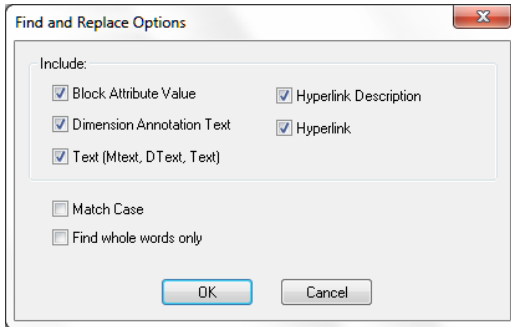 Find and Replace Options
Include:
Block Attribute Value
Hyperlink Description
Dimension Annotation Text
Hyperlink
Text (Mtext, DText, Text)
Match Case
Find whole words only
OK
Cancel